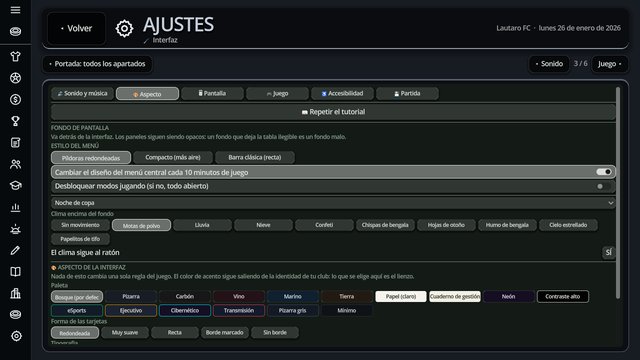 Volver
AJUSTES
Interfaz
Lautaro FC · lunes 26 de enero de 2026
Portada: todos los apartados
Sonido
3 / 6
Juego
Sonido y música
Aspecto
Pantalla
Juego
Accesibilidad
Partida
Repetir el tutorial
FONDO DE PANTALLA
Va detrás de la interfaz. Los paneles siguen siendo opacos: un fondo que deja la tabla ilegible es un fondo malo.
ESTILO DEL MENÚ
Píldoras redondeadas
Compacto (más aire)
Barra clásica (recta)
Cambiar el diseño del menú central cada 10 minutos de juego
Desbloquear modos jugando (si no, todo abierto)
Noche de copa
Clima encima del fondo
Sin movimiento
Motas de polvo
Lluvia
Nieve
Confeti
Chispas de bengala
Hojas de otoño
Humo de bengala
Cielo estrellado
Papelitos de tifo
El clima sigue al ratón
SÍ
ASPECTO DE LA INTERFAZ
Nada de esto cambia una sola regla del juego. El color de acento sigue saliendo de la identidad de tu club: lo que se elige aquí es el lienzo.
Paleta
Bosque (por defec
Pizarra
Carbón
Vino
Marino
Tierra
Papel (claro)
Cuaderno de gestión
Neón
Contraste alto
eSports
Ejecutivo
Cibernético
Transmisión
Pizarra gris
Mínimo
Forma de las tarjetas
Redondeada
Muy suave
Recta
Borde marcado
Sin borde